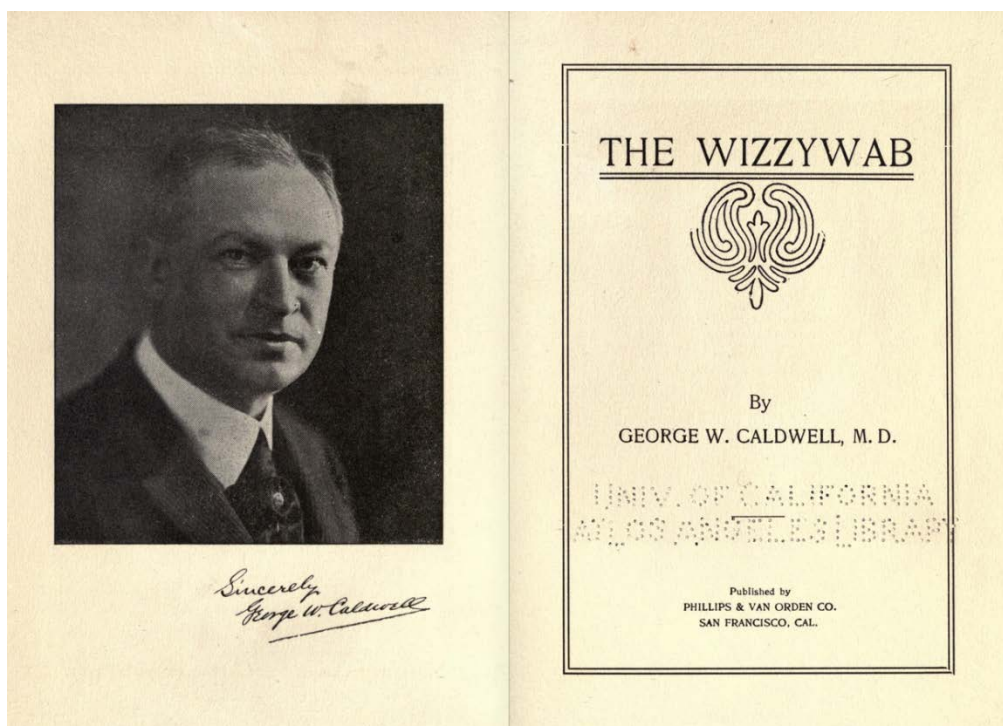 Sincerely
George W. Caldwell
THE WIZZYWAB
By
GEORGE W. CALDWELL, M. D.
UNIV. OF CALIFORNIA
AT LOS ANGELES LIBRARY
Published by
PHILLIPS & VAN ORDEN CO.
SAN FRANCISCO, CAL.